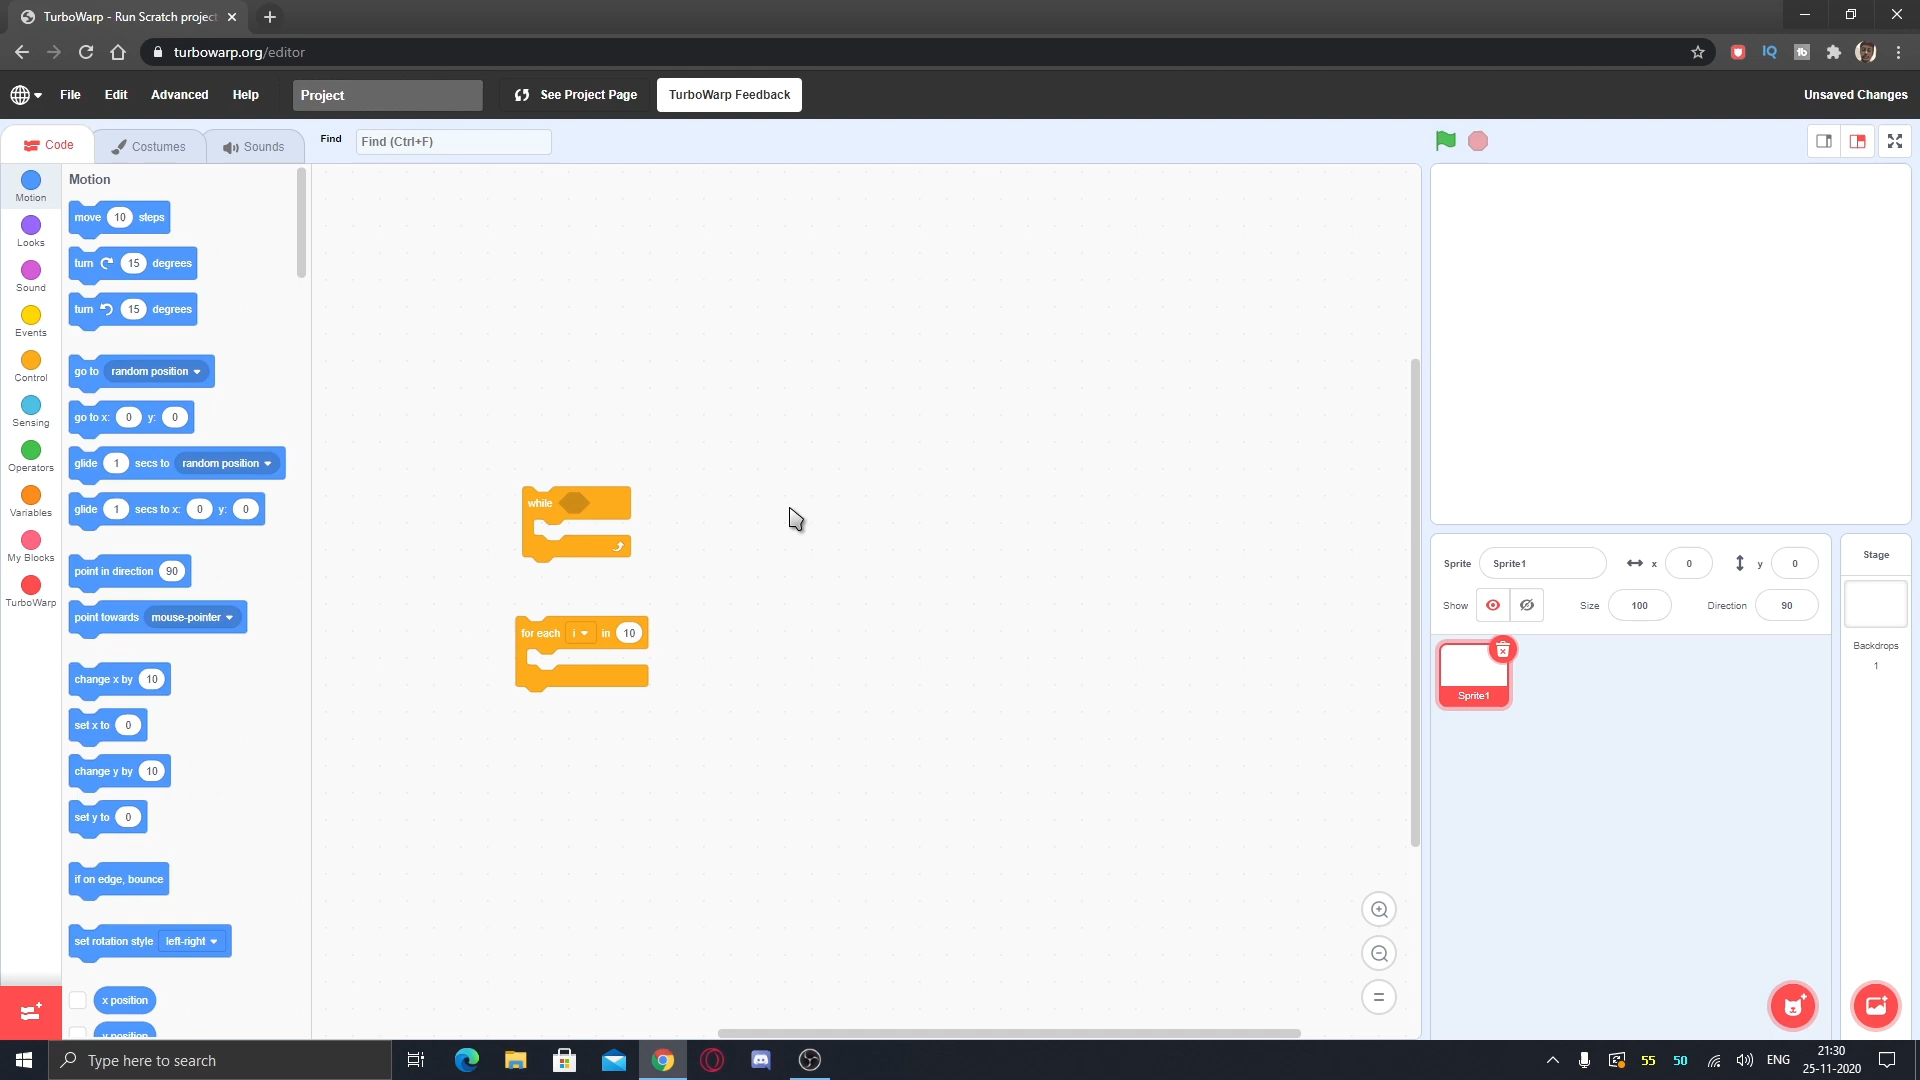 TurboWarp - Run Scratch project
turbowarp.org/editor
File Edit Advanced Help Project See Project Page TurboWarp Feedback Unsaved Changes
Code Costumes Sounds Find Find (Ctrl+F)
Motion
Looks
Sound
Events
Control
Sensing
Operators
Variables
My Blocks
TurboWarp
Motion
move 10 steps
turn 15 degrees
turn 15 degrees
go to random position
go to x: 0 y: 0
glide 1 secs to random position
glide 1 secs to x: 0 y: 0
point in direction 90
point towards mouse-pointer
change x by 10
set x to 0
change y by 10
set y to 0
if on edge, bounce
set rotation style left-right
x position
y position
while
for each i in 10
Sprite Sprite1 x 0 y 0
Show Size 100 Direction 90
Sprite1
Stage
Backdrops
1
Type here to search
55 50 ENG
21:30
25-11-2020